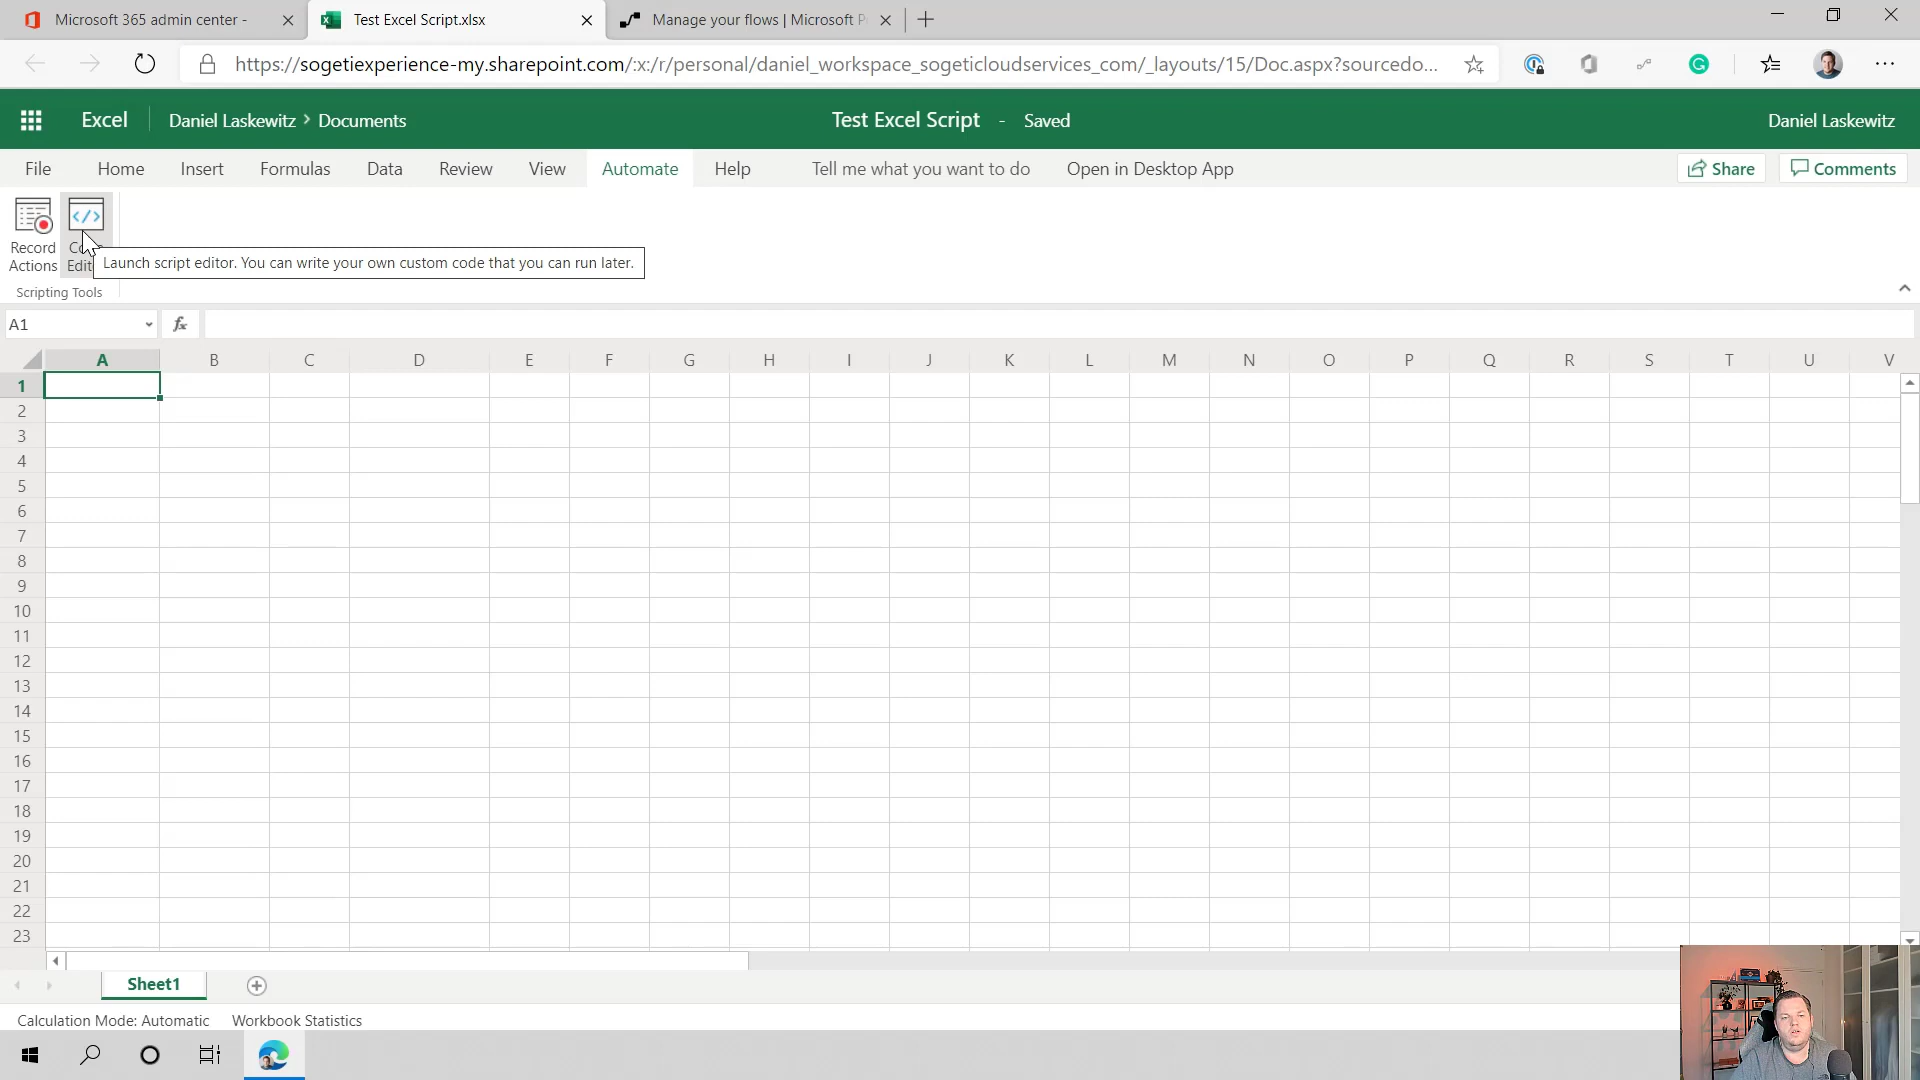 Microsoft 365 admin center -
Test Excel Script.xlsx
Manage your flows | Microsoft P
https://sogetiexperience-my.sharepoint.com/:x:/r/personal/daniel_workspace_sogeticloudservices_com/_layouts/15/Doc.aspx?sourcedo...
Excel
Daniel Laskewitz > Documents
Test Excel Script - Saved
Daniel Laskewitz
File Home Insert Formulas Data Review View Automate Help Tell me what you want to do Open in Desktop App Share Comments
Record
Actions
Launch script editor. You can write your own custom code that you can run later.
Scripting Tools
A1
fx
A B C D E F G H I J K L M N O P Q R S T U V
1
2
3
4
5
6
7
8
9
10
11
12
13
14
15
16
17
18
19
20
21
22
23
Sheet1
Calculation Mode: Automatic Workbook Statistics